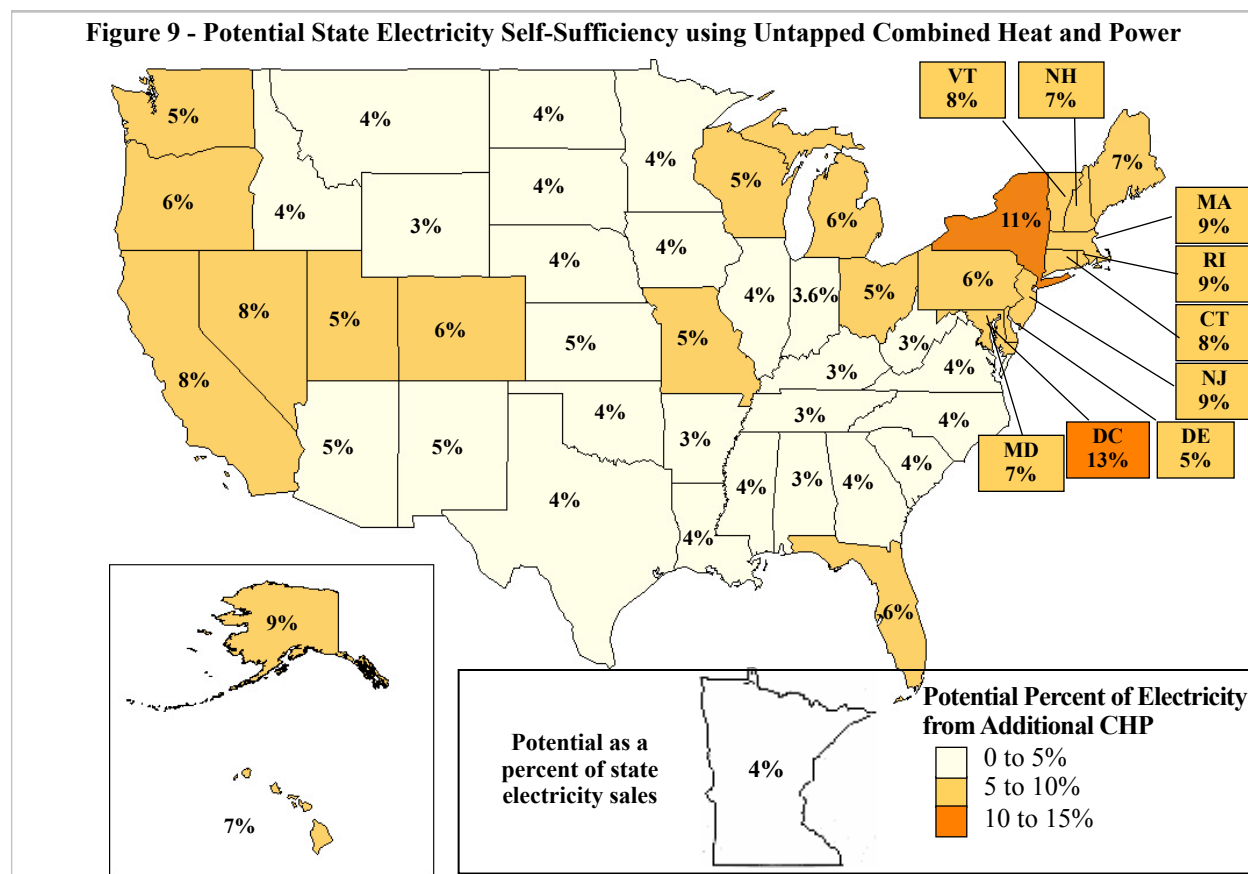 Figure 9 - Potential State Electricity Self-Sufficiency using Untapped Combined Heat and Power
VT
8%
NH
7%
5%
4%
4%
4%
7%
6%
4%
3%
4%
5%
6%
11%
MA
9%
RI
9%
CT
8%
NJ
9%
4%
4%
8%
8%
5%
6%
5%
5%
4%
3.6%
5%
6%
3%
3%
4%
MD
7%
DC
13%
DE
5%
5%
5%
4%
3%
3%
4%
4%
4%
4%
4%
3%
4%
6%
9%
7%
Potential as a
percent of state
electricity sales
4%
Potential Percent of Electricity
from Additional CHP
0 to 5%
5 to 10%
10 to 15%